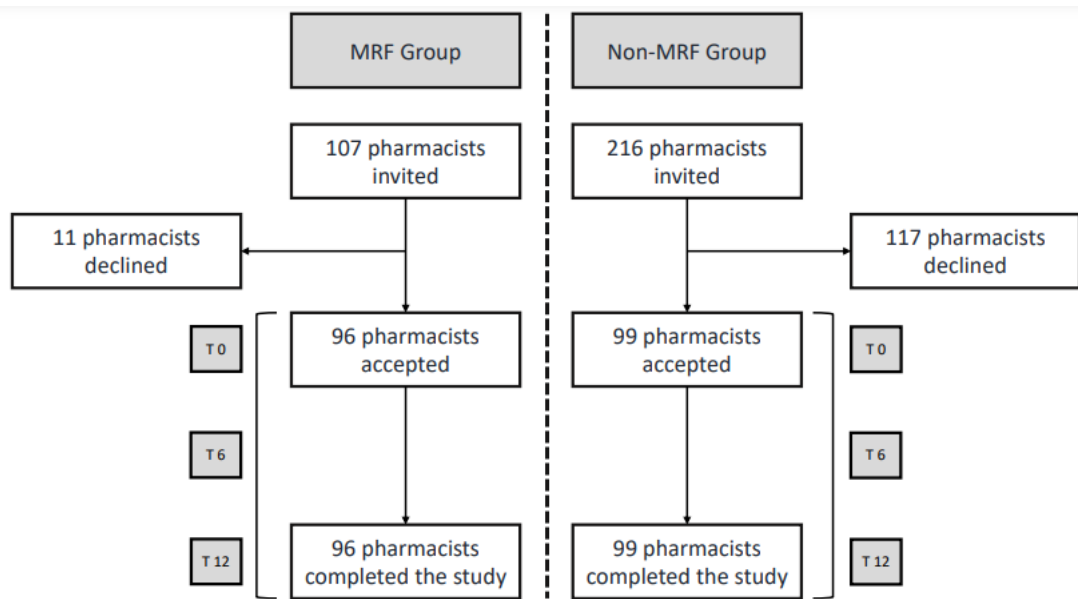 MRF Group
Non-MRF Group
107 pharmacists
invited
216 pharmacists
invited
11 pharmacists
declined
117 pharmacists
declined
T 0
96 pharmacists
accepted
99 pharmacists
accepted
T 0
T 6
T 6
T 12
96 pharmacists
completed the study
99 pharmacists
completed the study
T 12